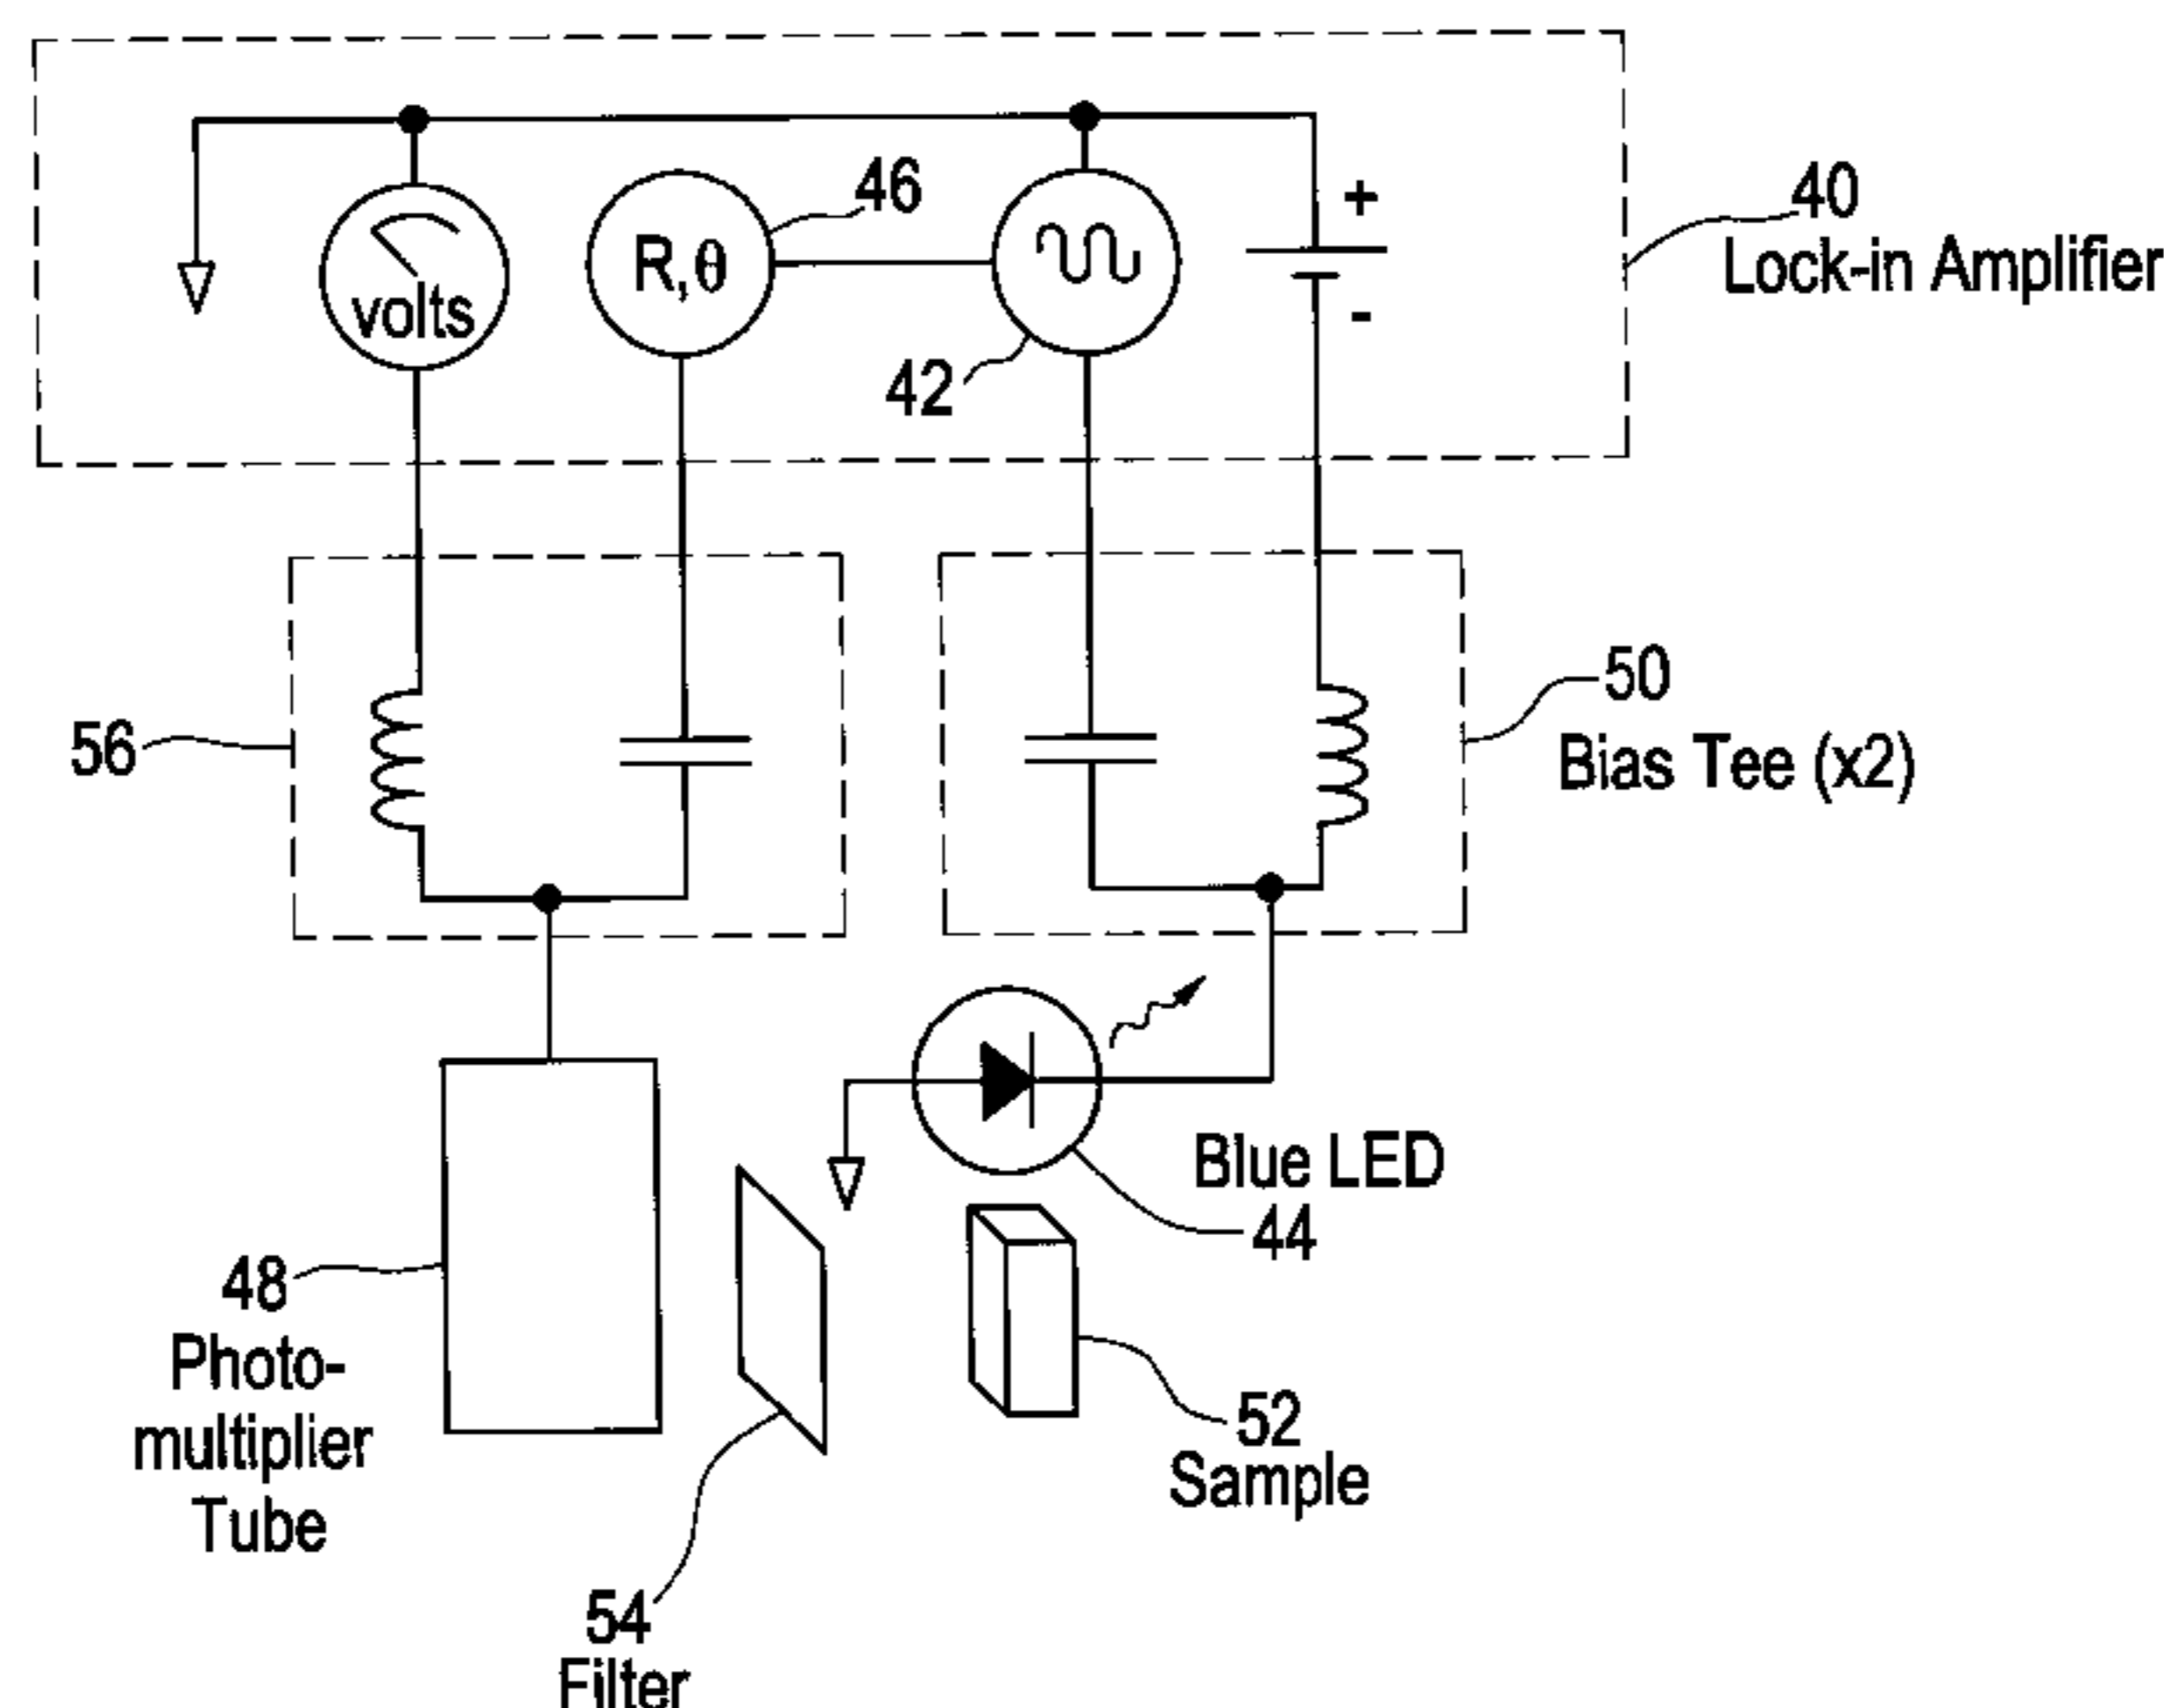 46
+
40
Lock-in Amplifier
R,θ
volts
-
42
50
Bias Tee (x2)
56
Blue LED
44
48
Photo-
multiplier
Tube
52
Sample
54
Filter